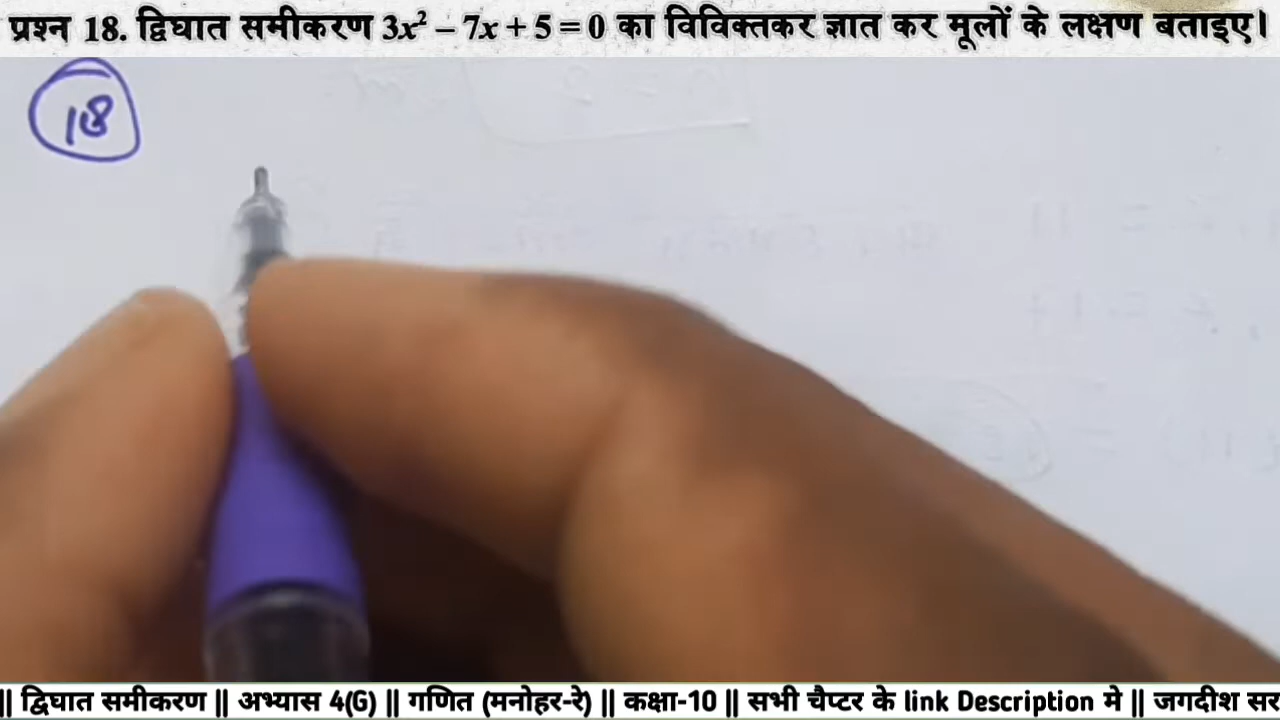 प्रश्न 18. द्विघात समीकरण 3x² – 7x + 5 = 0 का विविक्तकर ज्ञात कर मूलों के लक्षण बताइए।
18
|| द्विघात समीकरण || अभ्यास 4(G) || गणित (मनोहर-रे) || कक्षा-10 || सभी चैप्टर के link Description मे || जगदीश सर